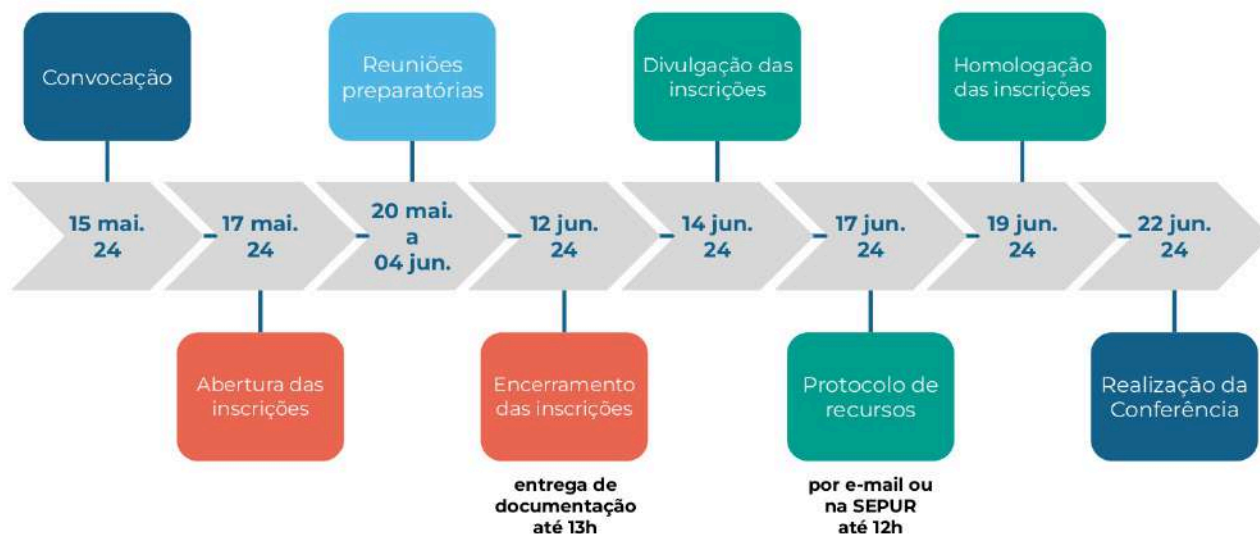 Convocação
Reuniões
preparatórias
Divulgação das
inscrições
Homologação
das inscrições
15 mai.
24
17 mai.
24
20 mai.
a
04 jun.
12 jun.
24
14 jun.
24
17 jun.
24
19 jun.
24
22 jun.
24
Abertura das
inscrições
Encerramento
das inscrições
Protocolo de
recursos
Realização da
Conferência
entrega de
documentação
até 13h
por e-mail ou
na SEPUR
até 12h